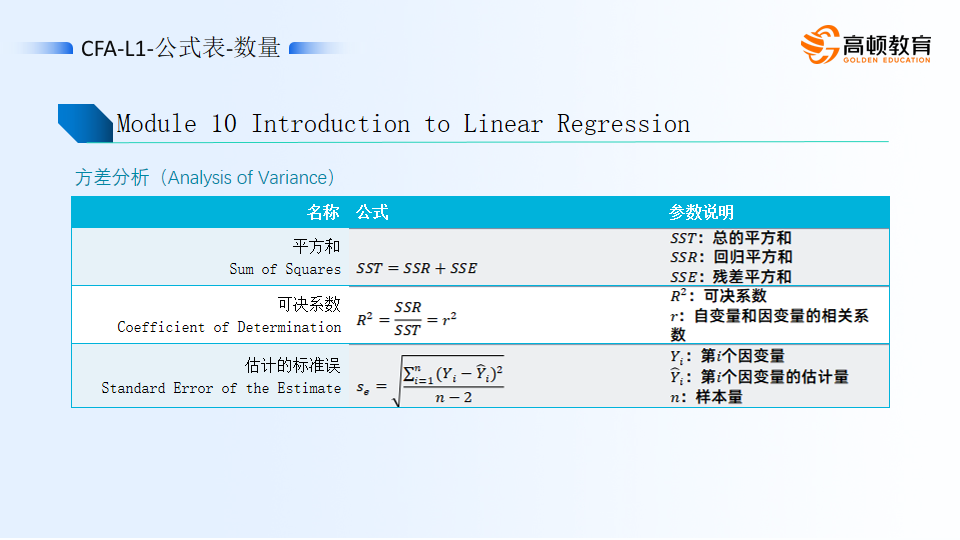 CFA-L1-公式表-数量
高顿教育
GOLDEN EDUCATION
Module 10 Introduction to Linear Regression
方差分析（Analysis of Variance）
名称 公式 参数说明
平方和
Sum of Squares
SST = SSR + SSE
SST：总的平方和
SSR：回归平方和
SSE：残差平方和
可决系数
Coefficient of Determination
R² = SSR/SST = r²
R²：可决系数
r：自变量和因变量的相关系
数
估计的标准误
Standard Error of the Estimate
sₑ = √(∑ⁿᵢ₌₁(Yᵢ − Ŷᵢ)² / (n − 2))
Yᵢ：第i个因变量
Ŷᵢ：第i个因变量的估计量
n：样本量